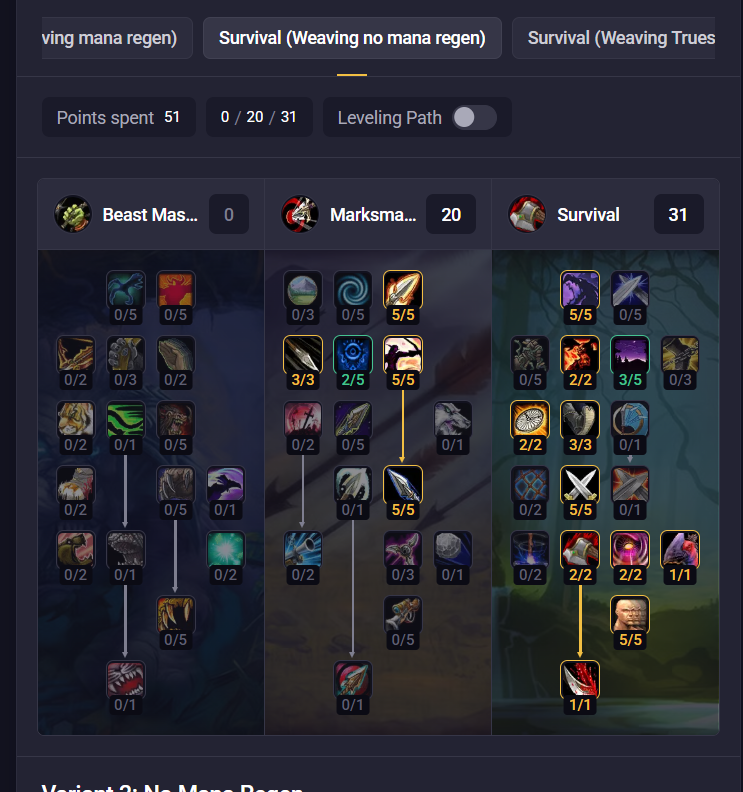 ving mana regen) Survival (Weaving no mana regen) Survival (Weaving Trues
Points spent 51 0 / 20 / 31 Leveling Path
Beast Mas... 0 Marksma... 20 Survival 31
0/5 0/5 0/3 0/5 5/5 5/5 0/5
0/2 0/3 0/2 3/3 2/5 5/5 0/5 2/2 3/5 0/3
0/2 0/1 0/5 0/2 0/5 0/1 2/2 3/3 0/1
0/2 0/5 0/1 0/1 5/5 0/2 5/5 0/1
0/2 0/1 0/2 0/2 0/3 0/1 0/2 2/2 2/2 1/1
0/5 0/5 5/5
0/1 0/1 1/1
Variant 2: No Mana Regen